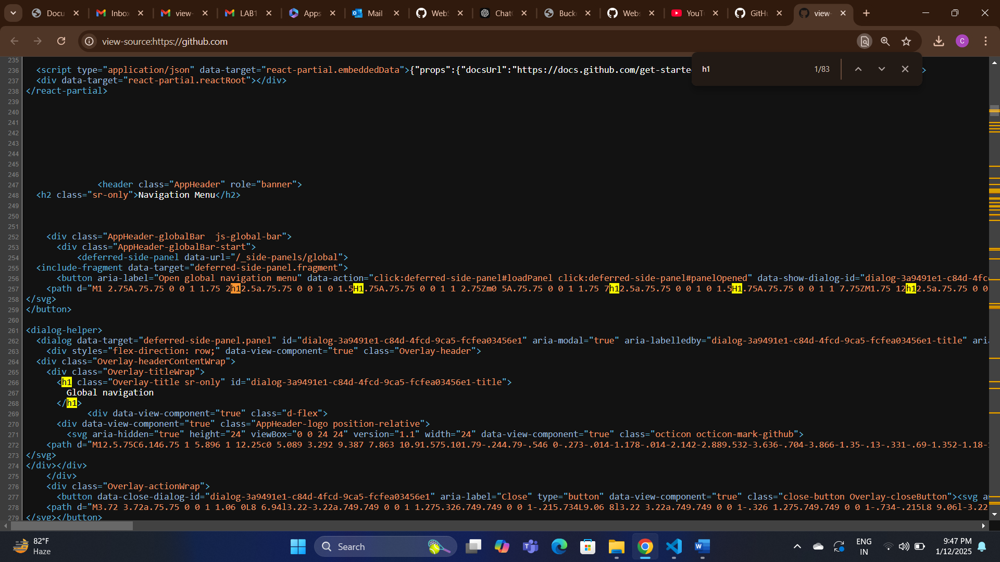 Docu
Inbox
view-
LAB1
Apps
Mail
WebS
ChatG
Bucke
Webs
YouTu
GitHu
view-
view-source:https://github.com
C
h1
1/83
235
236 <script type="application/json" data-target="react-partial.embeddedData">{"props":{"docsUrl":"https://docs.github.com/get-starte
237 <div data-target="react-partial.reactRoot"></div>
238 </react-partial>
239
240
241
242
243
244
245
246
247 <header class="AppHeader" role="banner">
248 <h2 class="sr-only">Navigation Menu</h2>
249
250
251
252 <div class="AppHeader-globalBar  js-global-bar">
253 <div class="AppHeader-globalBar-start">
254 <deferred-side-panel data-url="/_side-panels/global">
255 <include-fragment data-target="deferred-side-panel.fragment">
256 <button aria-label="Open global navigation menu" data-action="click:deferred-side-panel#loadPanel click:deferred-side-panel#panelOpened" data-show-dialog-id="dialog-3a9491e1-c84d-4fc
257 <path d="M1 2.75A.75.75 0 0 1 1.75 2h12.5a.75.75 0 0 1 0 1.5H1.75A.75.75 0 0 1 1 2.75Zm0 5A.75.75 0 0 1 1.75 7h12.5a.75.75 0 0 1 0 1.5H1.75A.75.75 0 0 1 1 7.75ZM1.75 12h12.5a.75.75 0 0
258 </svg>
259 </button>
260
261 <dialog-helper>
262 <dialog data-target="deferred-side-panel.panel" id="dialog-3a9491e1-c84d-4fcd-9ca5-fcfea03456e1" aria-modal="true" aria-labelledby="dialog-3a9491e1-c84d-4fcd-9ca5-fcfea03456e1-title" ari
263 <div styles="flex-direction: row;" data-view-component="true" class="Overlay-header">
264 <div class="Overlay-headerContentWrap">
265 <div class="Overlay-titleWrap">
266 <h1 class="Overlay-title sr-only" id="dialog-3a9491e1-c84d-4fcd-9ca5-fcfea03456e1-title">
267 Global navigation
268 </h1>
269 <div data-view-component="true" class="d-flex">
270 <div data-view-component="true" class="AppHeader-logo position-relative">
271 <svg aria-hidden="true" height="24" viewBox="0 0 24 24" version="1.1" width="24" data-view-component="true" class="octicon octicon-mark-github">
272 <path d="M12.5.75C6.146.75 1 5.896 1 12.25c0 5.089 3.292 9.387 7.863 10.91.575.101.79-.244.79-.546 0-.273-.014-1.178-.014-2.142-2.889.532-3.636-.704-3.866-1.35-.13-.331-.69-1.352-1.18-
273 </svg>
274 </div></div>
275 </div>
276 <div class="Overlay-actionWrap">
277 <button data-close-dialog-id="dialog-3a9491e1-c84d-4fcd-9ca5-fcfea03456e1" aria-label="Close" type="button" data-view-component="true" class="close-button Overlay-closeButton"><svg a
278 <path d="M3.72 3.72a.75.75 0 0 1 1.06 0L8 6.94l3.22-3.22a.749.749 0 0 1 1.275.326.749.749 0 0 1-.215.734L9.06 8l3.22 3.22a.749.749 0 0 1-.326 1.275.749.749 0 0 1-.734-.215L8 9.06l-3.22
279 </svg></button>
82°F
Haze
Search
ENG
IN
9:47 PM
1/12/2025